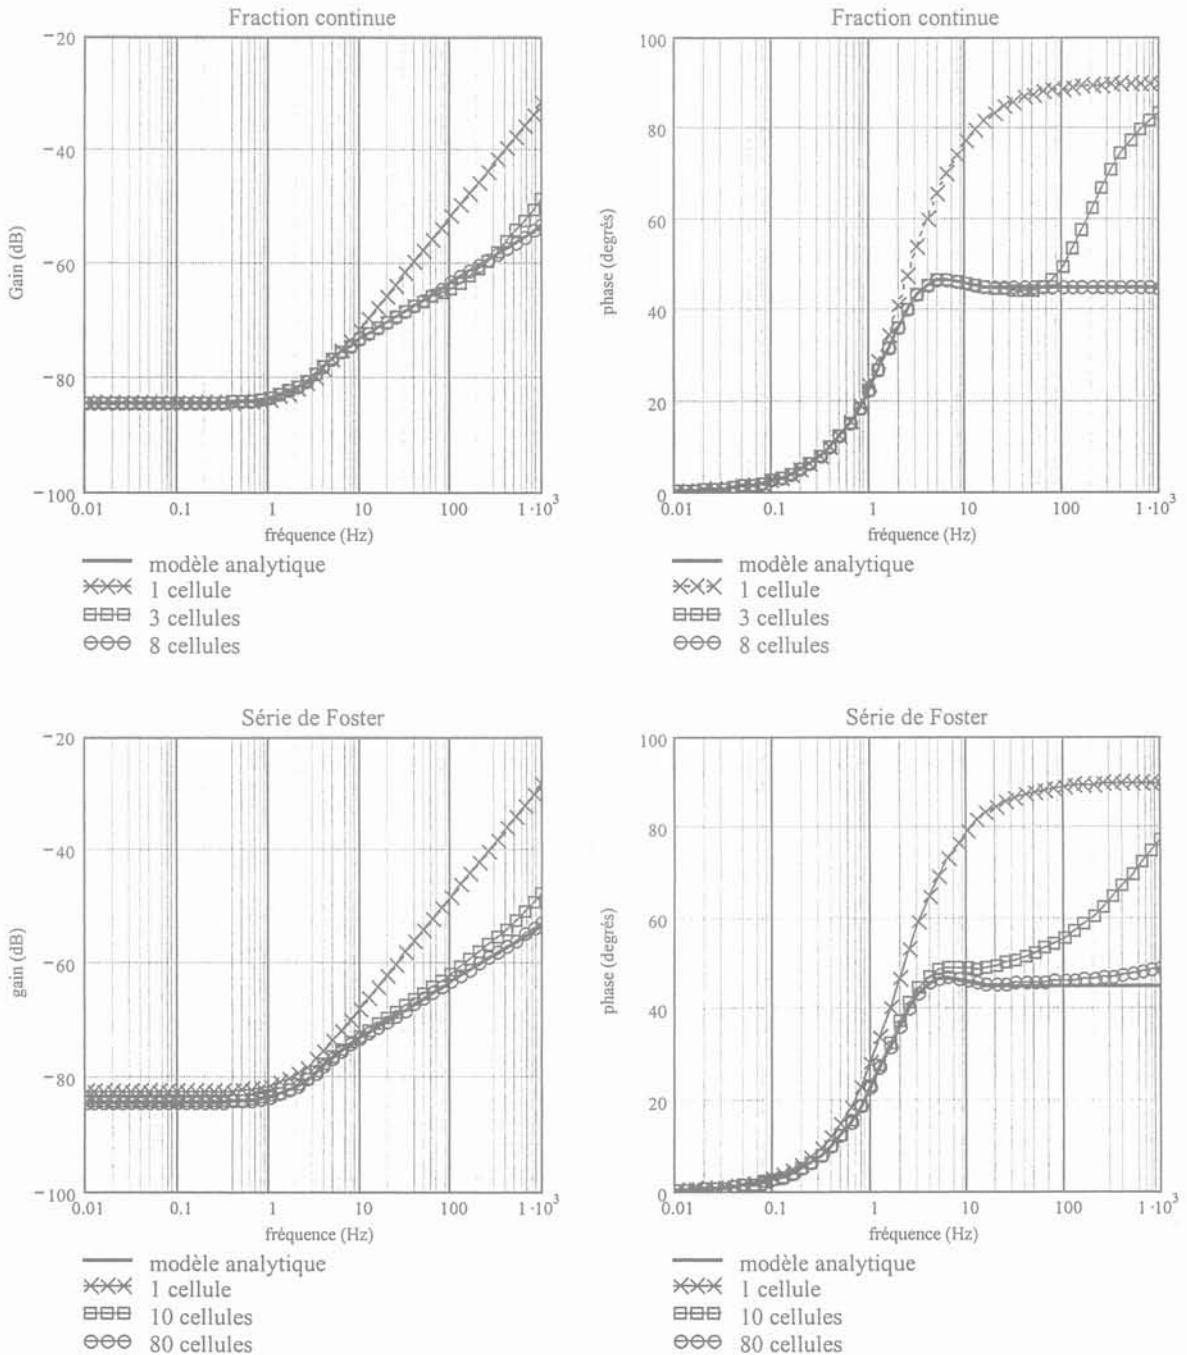 Fraction continue
−20
−40
−60
−80
−100
Gain (dB)
0.01 0.1 1 10 100 1·10³
fréquence (Hz)
modèle analytique
1 cellule
3 cellules
8 cellules
Fraction continue
100
80
60
40
20
0
phase (degrés)
0.01 0.1 1 10 100 1·10³
fréquence (Hz)
modèle analytique
1 cellule
3 cellules
8 cellules
Série de Foster
−20
−40
−60
−80
−100
gain (dB)
0.01 0.1 1 10 100 1·10³
fréquence (Hz)
modèle analytique
1 cellule
10 cellules
80 cellules
Série de Foster
100
80
60
40
20
0
phase (degrés)
0.01 0.1 1 10 100 1·10³
fréquence (Hz)
modèle analytique
1 cellule
10 cellules
80 cellules